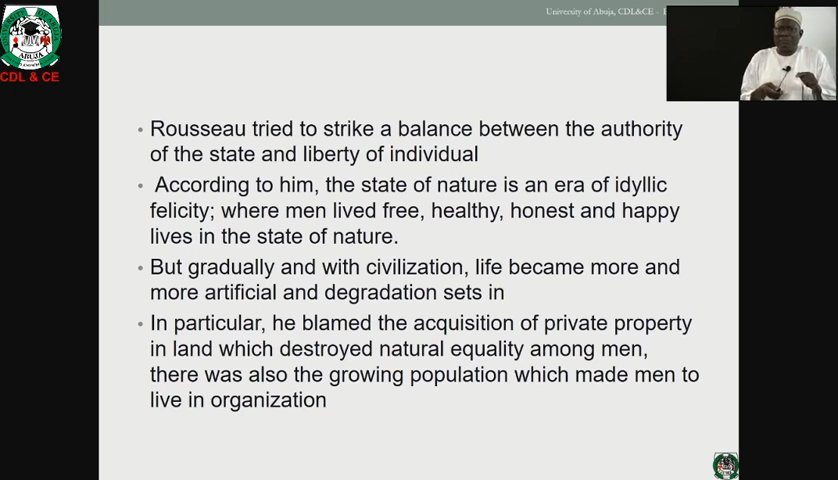 University of Abuja, CDL&CE -
ABUJA
CDL & CE
• Rousseau tried to strike a balance between the authority
of the state and liberty of individual
• According to him, the state of nature is an era of idyllic
felicity; where men lived free, healthy, honest and happy
lives in the state of nature.
• But gradually and with civilization, life became more and
more artificial and degradation sets in
• In particular, he blamed the acquisition of private property
in land which destroyed natural equality among men,
there was also the growing population which made men to
live in organization